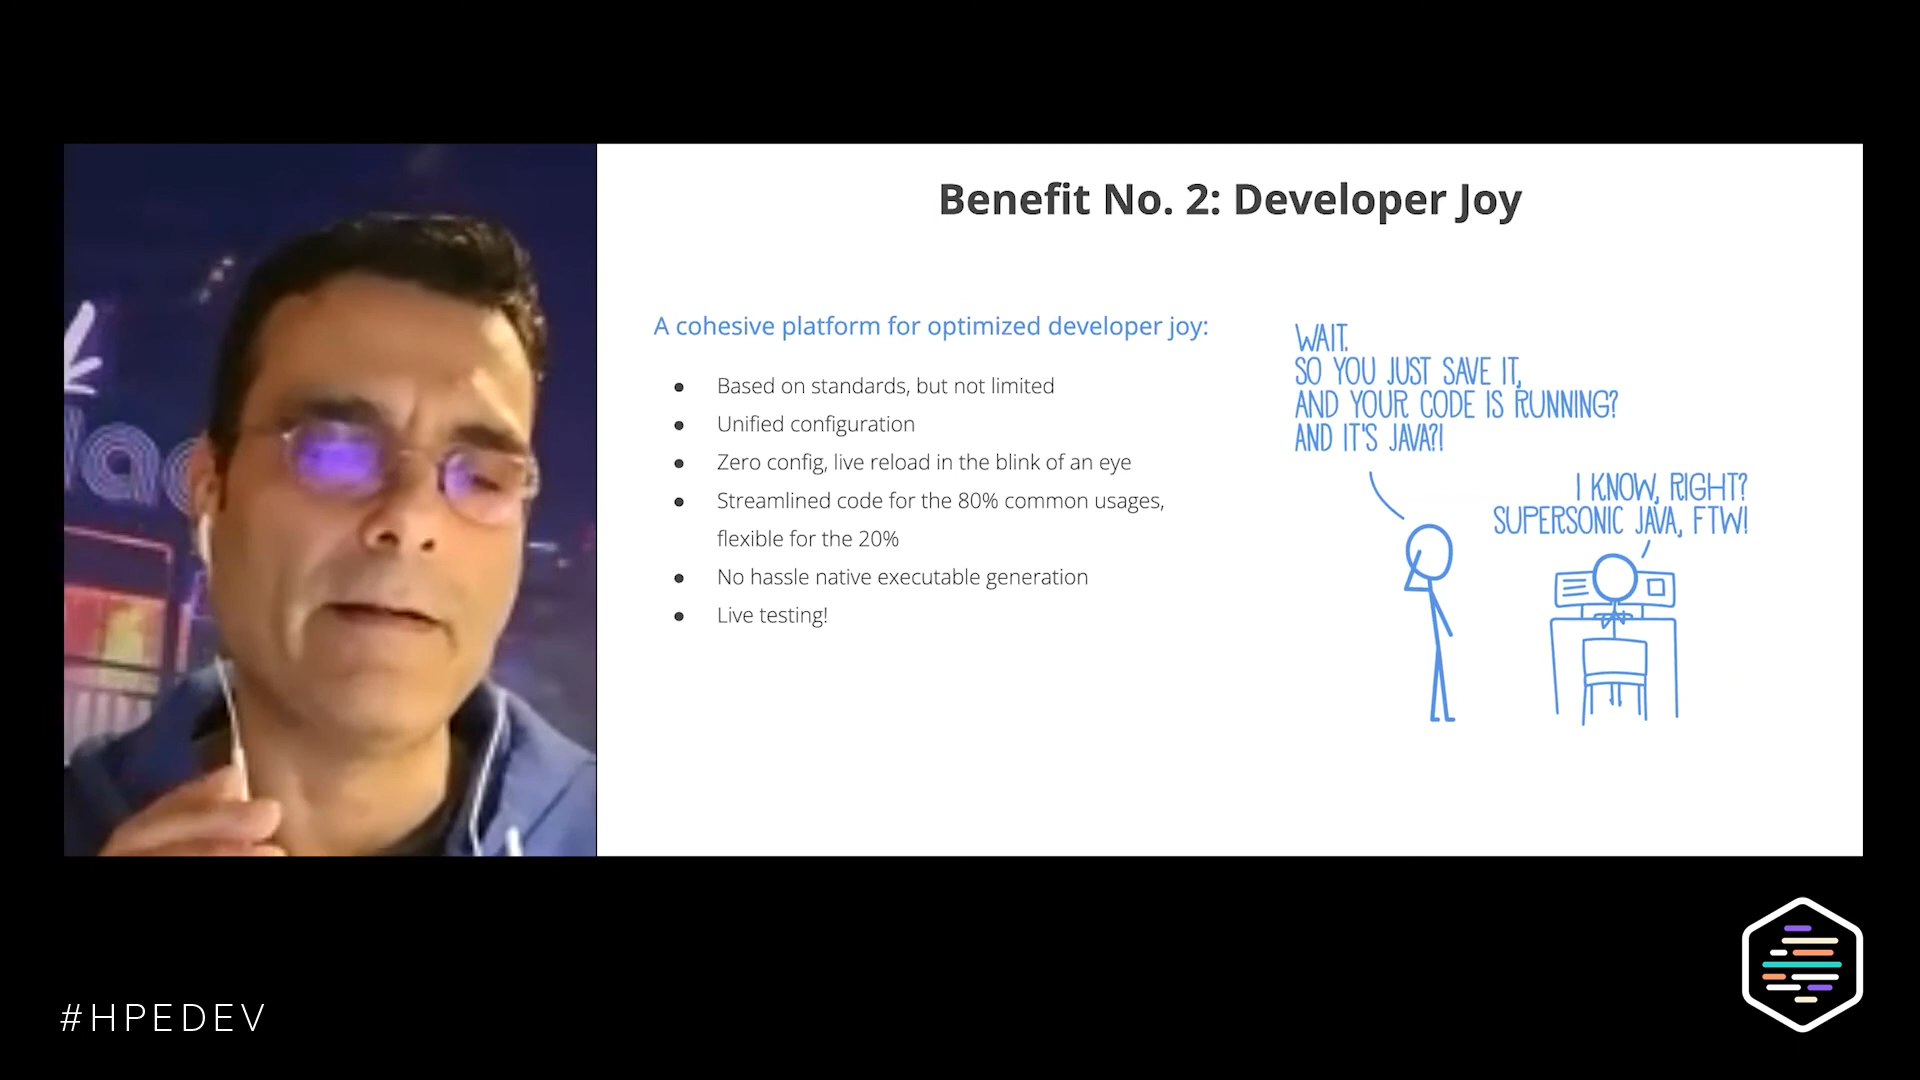 Benefit No. 2: Developer Joy
A cohesive platform for optimized developer joy:
Based on standards, but not limited
Unified configuration
Zero config, live reload in the blink of an eye
Streamlined code for the 80% common usages,
flexible for the 20%
No hassle native executable generation
Live testing!
WAIT.
SO YOU JUST SAVE IT,
AND YOUR CODE IS RUNNING?
AND IT'S JAVA?!
I KNOW, RIGHT?
SUPERSONIC JAVA, FTW!
#HPEDEV